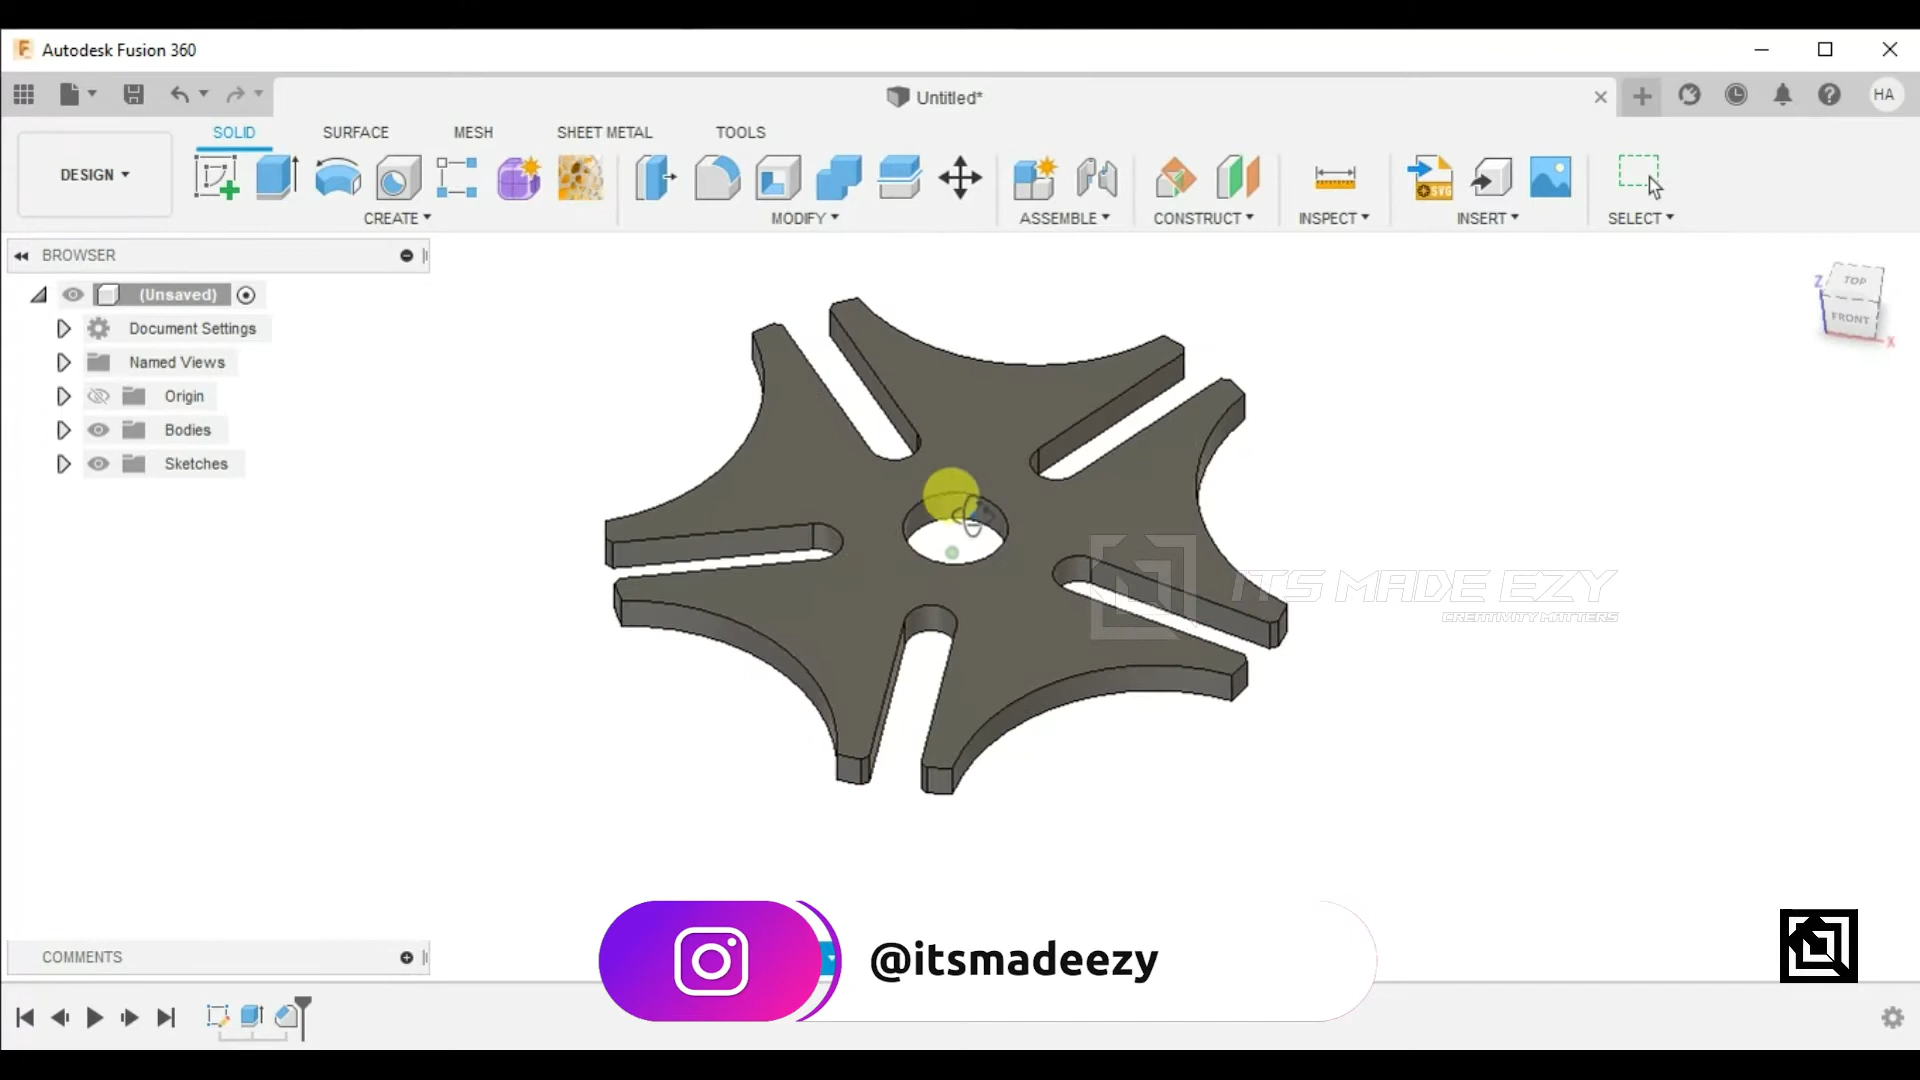 Autodesk Fusion 360
Untitled*
HA
SOLID SURFACE MESH SHEET METAL TOOLS
DESIGN
SVG
CREATE MODIFY ASSEMBLE CONSTRUCT INSPECT INSERT SELECT
BROWSER
(Unsaved)
Document Settings
Named Views
Origin
Bodies
Sketches
TOP
Z
FRONT
X
ITS MADE EZY
CREATIVITY MATTERS
COMMENTS
@itsmadeezy